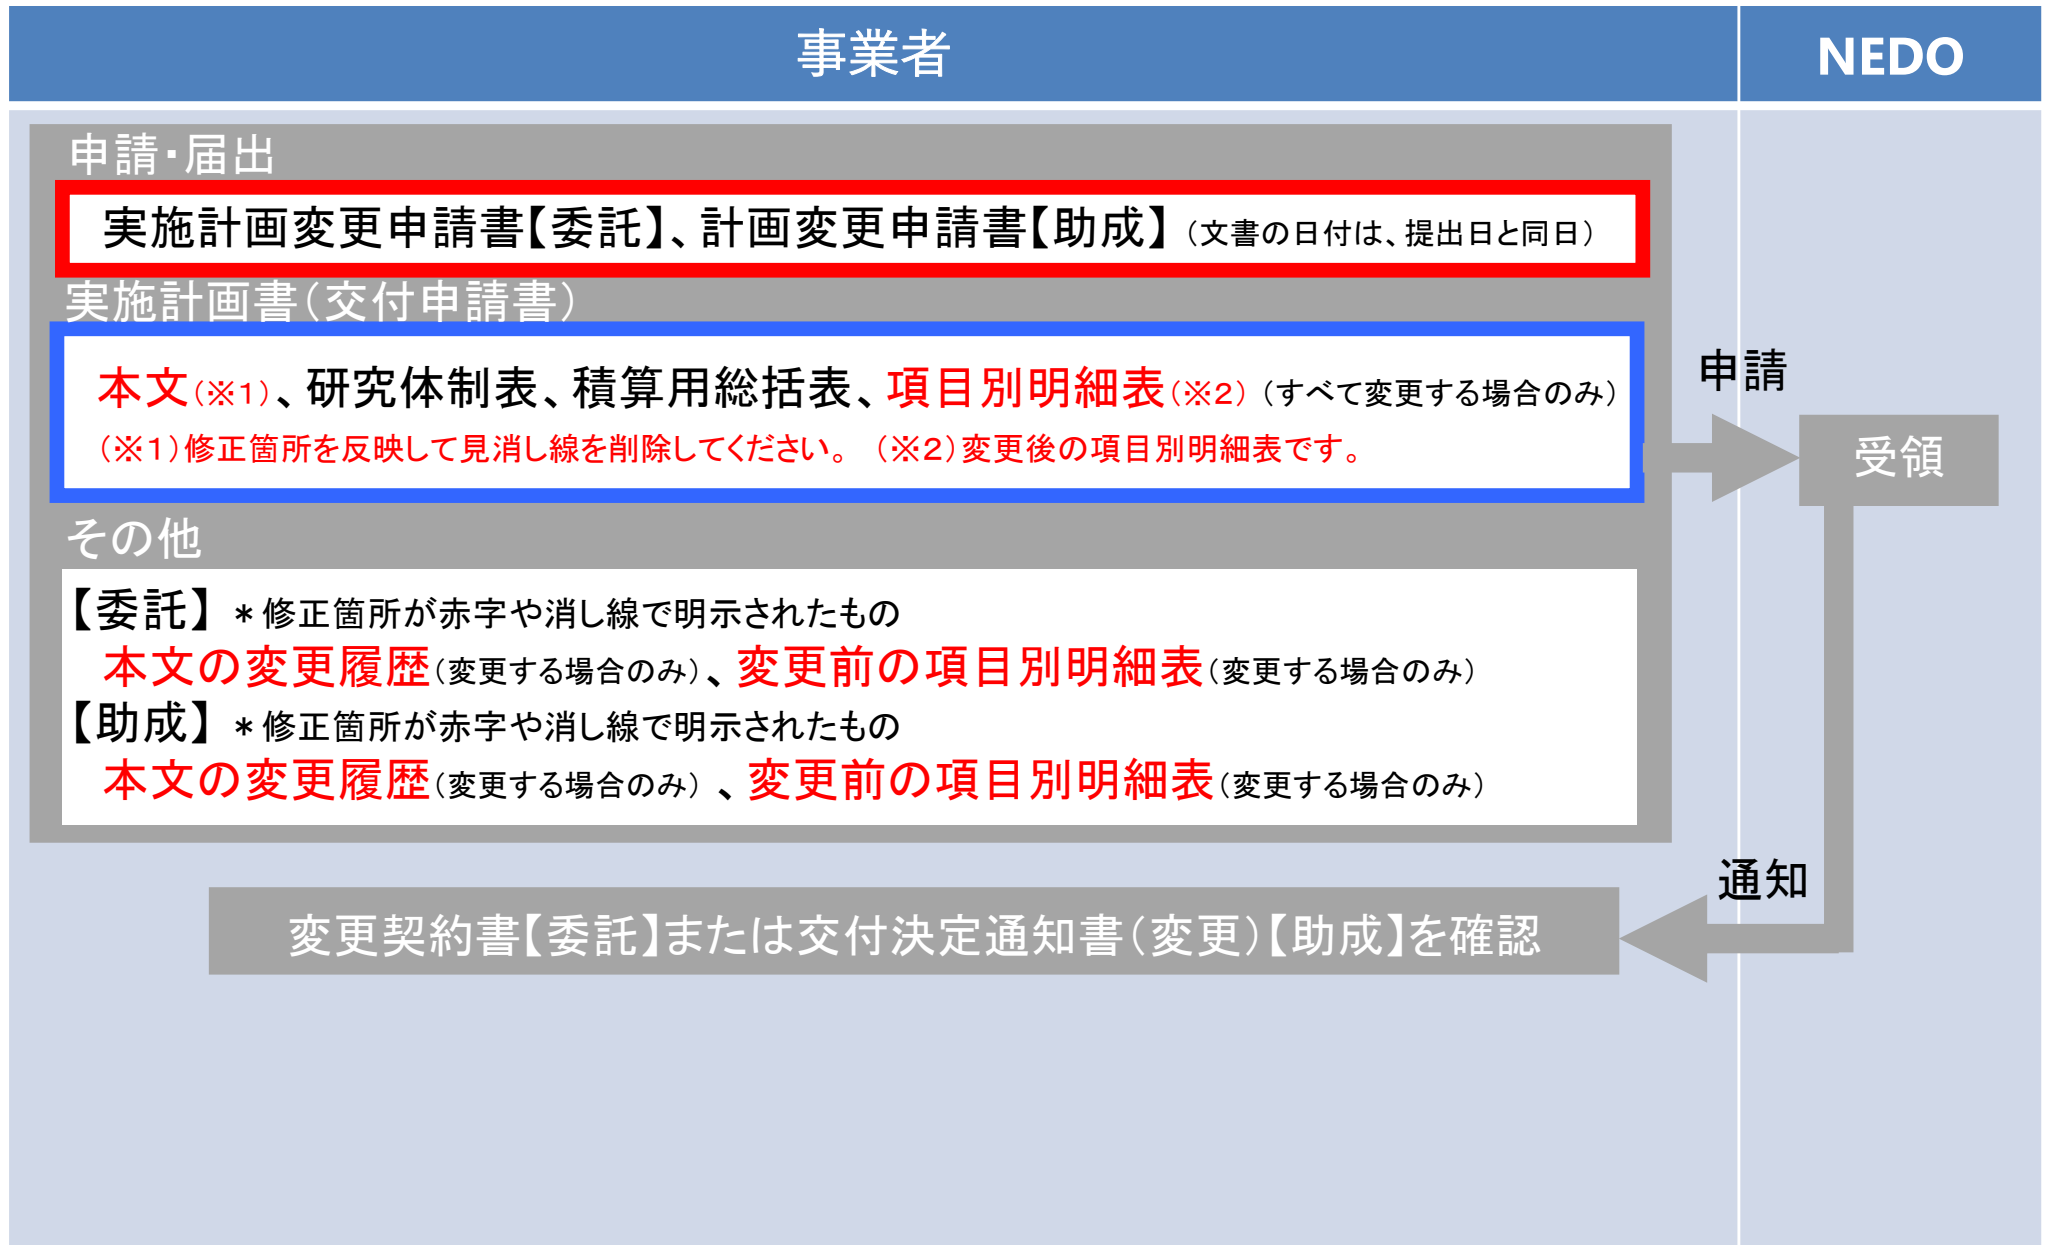 事業者
NEDO
申請・届出
実施計画変更申請書【委託】、計画変更申請書【助成】（文書の日付は、提出日と同日）
実施計画書（交付申請書）
本文（※１）、研究体制表、積算用総括表、項目別明細表（※２）（すべて変更する場合のみ）
（※１）修正箇所を反映して見消し線を削除してください。（※２）変更後の項目別明細表です。
申請
受領
その他
【委託】＊修正箇所が赤字や消し線で明示されたもの
本文の変更履歴（変更する場合のみ）、変更前の項目別明細表（変更する場合のみ）
【助成】＊修正箇所が赤字や消し線で明示されたもの
本文の変更履歴（変更する場合のみ）、変更前の項目別明細表（変更する場合のみ）
通知
変更契約書【委託】または交付決定通知書（変更）【助成】を確認